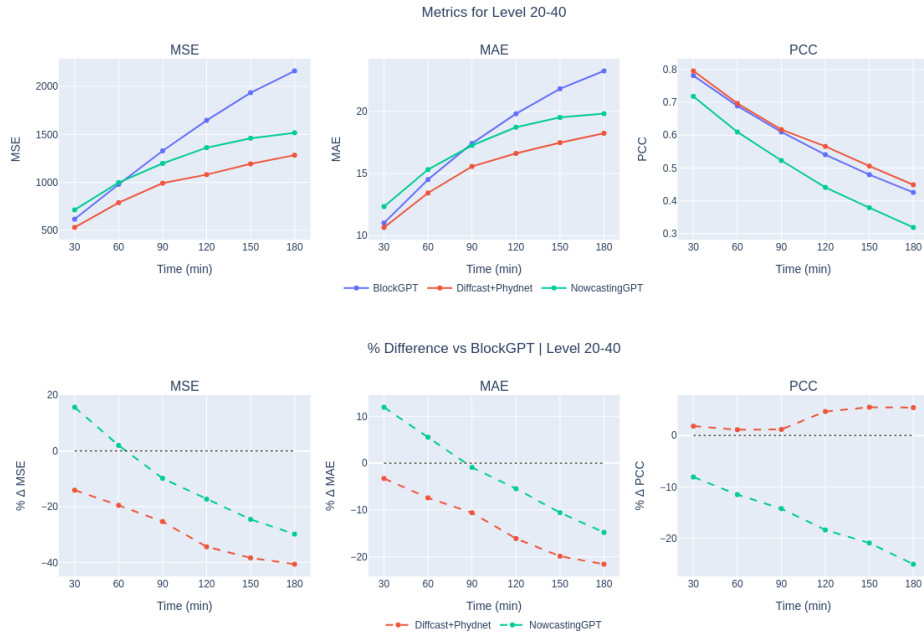 Metrics for Level 20-40
MSE
MAE
PCC
2000
1500
1000
500
MSE
30 60 90 120 150 180
Time (min)
20
15
10
MAE
30 60 90 120 150 180
Time (min)
0.8
0.7
0.6
0.5
0.4
0.3
PCC
30 60 90 120 150 180
Time (min)
BlockGPT Diffcast+Phydnet NowcastingGPT
% Difference vs BlockGPT | Level 20-40
MSE
MAE
PCC
20
0
−20
−40
% Δ MSE
30 60 90 120 150 180
Time (min)
10
0
−10
−20
% Δ MAE
30 60 90 120 150 180
Time (min)
0
−10
−20
% Δ PCC
30 60 90 120 150 180
Time (min)
Diffcast+Phydnet NowcastingGPT